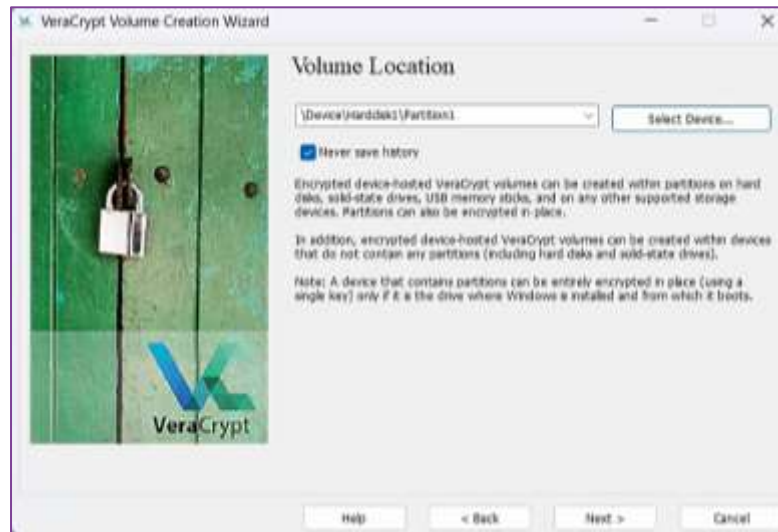 VeraCrypt Volume Creation Wizard
Volume Location
\Device\Harddisk1\Partition1
Select Device...
Never save history
Encrypted device-hosted VeraCrypt volumes can be created within partitions on hard
disks, solid-state drives, USB memory sticks, and on any other supported storage
devices. Partitions can also be encrypted in place.
In addition, encrypted device-hosted VeraCrypt volumes can be created within devices
that do not contain any partitions (including hard disks and solid-state drives).
Note: A device that contains partitions can be entirely encrypted in place (using a
single key) only if it is the drive where Windows is installed and from which it boots.
VeraCrypt
Help
< Back
Next >
Cancel